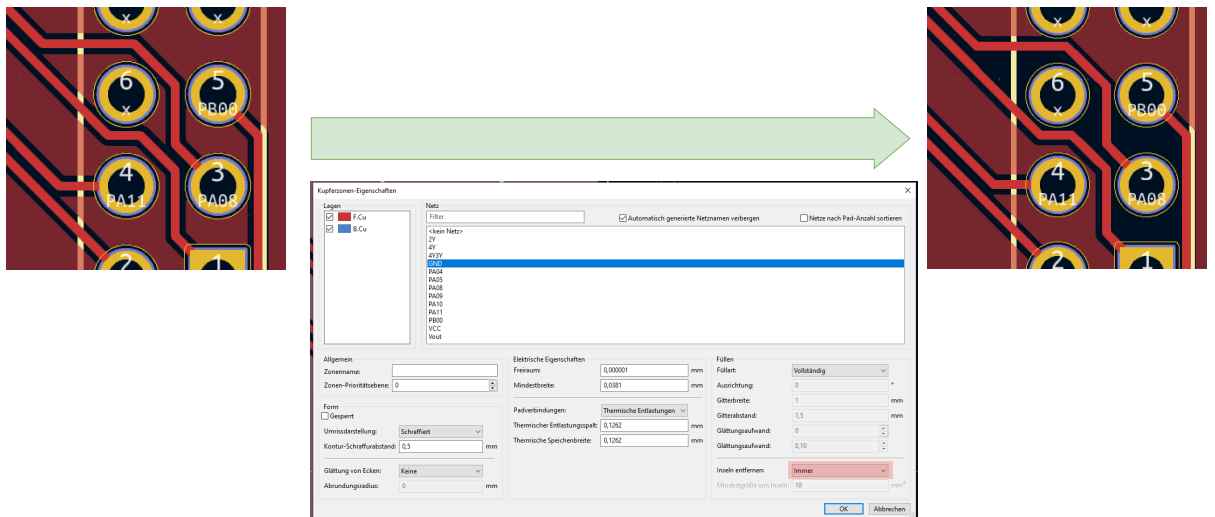 x
x
6
5
x
PB00
4
3
PA11
PA08
2
1
x
x
6
5
x
PB00
4
3
PA11
PA08
2
1
Kupferzonen-Eigenschaften
Lagen
F.Cu
B.Cu
Netz
Filter
Automatisch generierte Netznamen verbergen
Netze nach Pad-Anzahl sortieren
<kein Netz>
2Y
4Y
4Y3Y
GND
PA04
PA05
PA08
PA09
PA10
PA11
PB00
VCC
Vout
Allgemein
Zonenname:
Zonen-Prioritätsebene: 0
Form
Gesperrt
Umrissdarstellung: Schraffiert
Kontur-Schraffurabstand: 0,5 mm
Glättung von Ecken: Keine
Abrundungsradius: 0 mm
Elektrische Eigenschaften
Freiraum: 0,000001 mm
Mindestbreite: 0,0381 mm
Padverbindungen: Thermische Entlastungen
Thermischer Entlastungsspalt: 0,1262 mm
Thermische Speichenbreite: 0,1262 mm
Füllen
Füllart: Vollständig
Ausrichtung: 0 °
Gitterbreite: 1 mm
Gitterabstand: 1,5 mm
Glättungsaufwand: 0
Glättungsaufwand: 0,10
Inseln entfernen: Immer
Mindestgröße von Inseln: 10 mm²
OK
Abbrechen